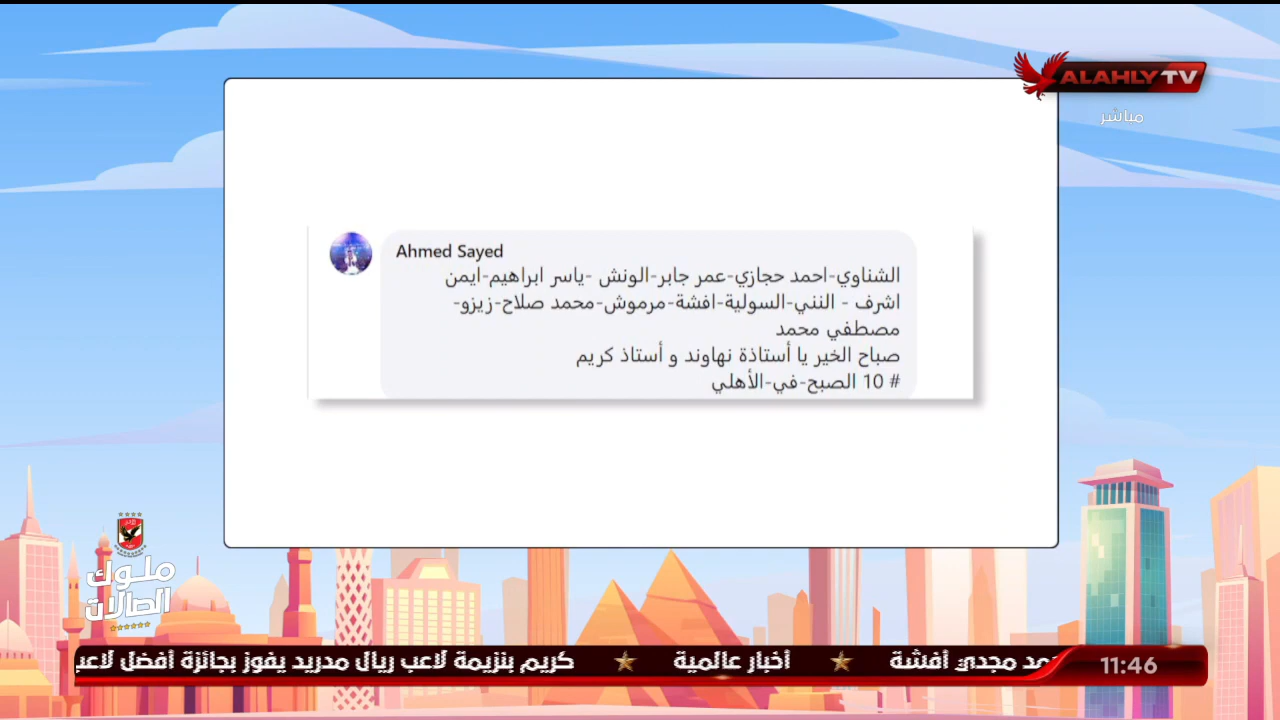 ALAHLY TV
مباشر
Ahmed Sayed
الشناوي-احمد حجازي-عمر جابر-الونش -ياسر ابراهيم-ايمن
اشرف - النني-السولية-افشة-مرموش-محمد صلاح-زيزو-
مصطفي محمد
صباح الخير يا أستاذة نهاوند و أستاذ كريم
# 10 الصبح-في-الأهلي
ملوك
الصالات
مجدي أفشة ★ أخبار عالمية ★ كريم بنزيمة لاعب ريال مدريد يفوز بجائزة أفضل
11:46